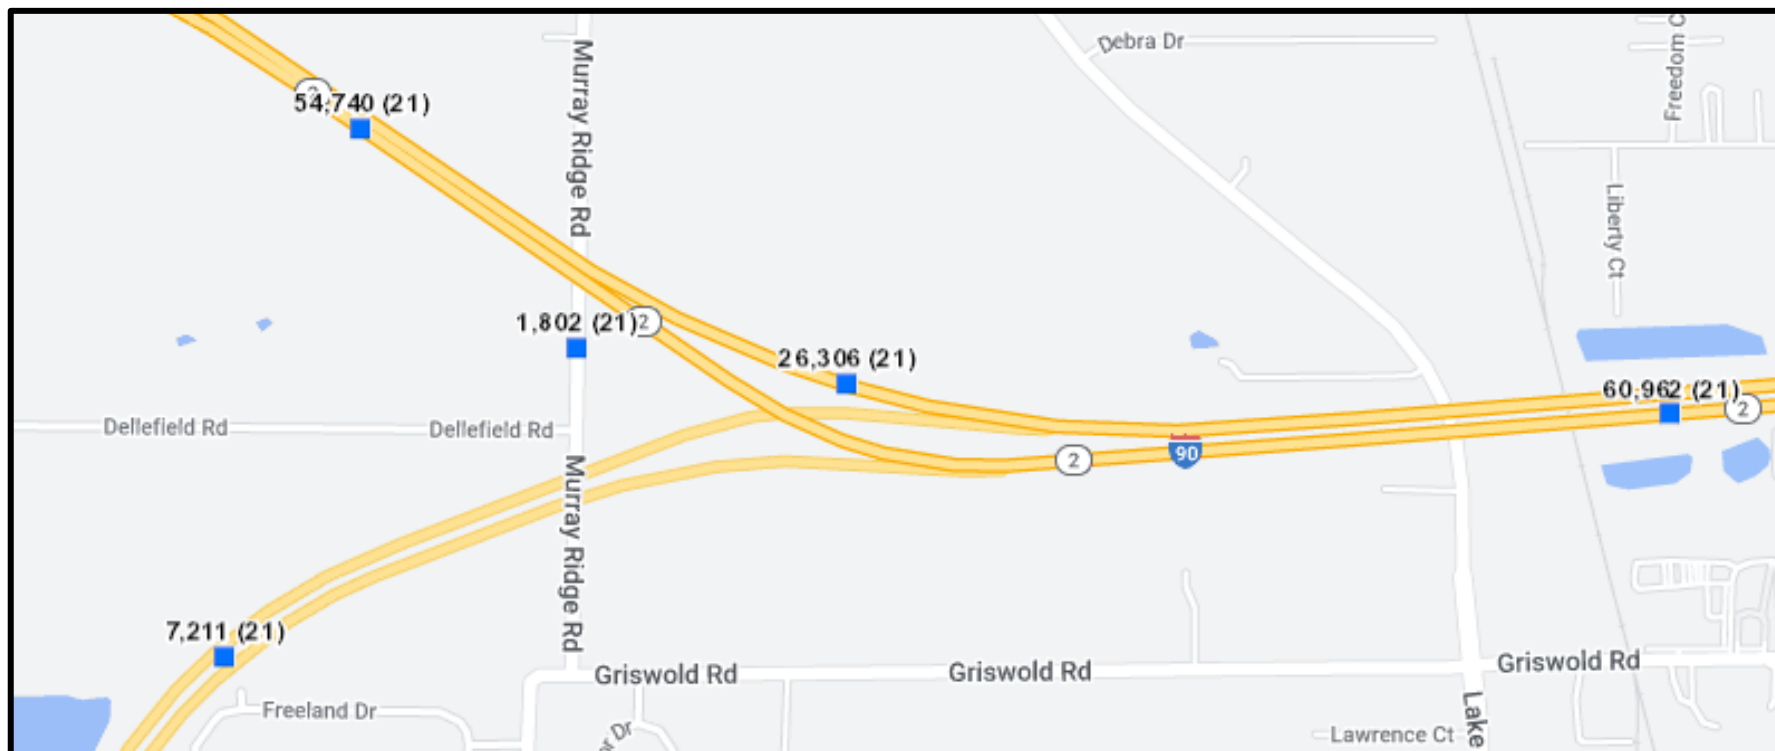 Debra Dr
Freedom C
2
54,740 (21)
Murray Ridge Rd
Liberty Ct
1,802 (21)
2
26,306 (21)
60,962 (21)
2
Dellefield Rd
Dellefield Rd
90
2
Murray Ridge Rd
7,211 (21)
Griswold Rd
Griswold Rd
Griswold Rd
Freeland Dr
Lake
Lawrence Ct
Dr